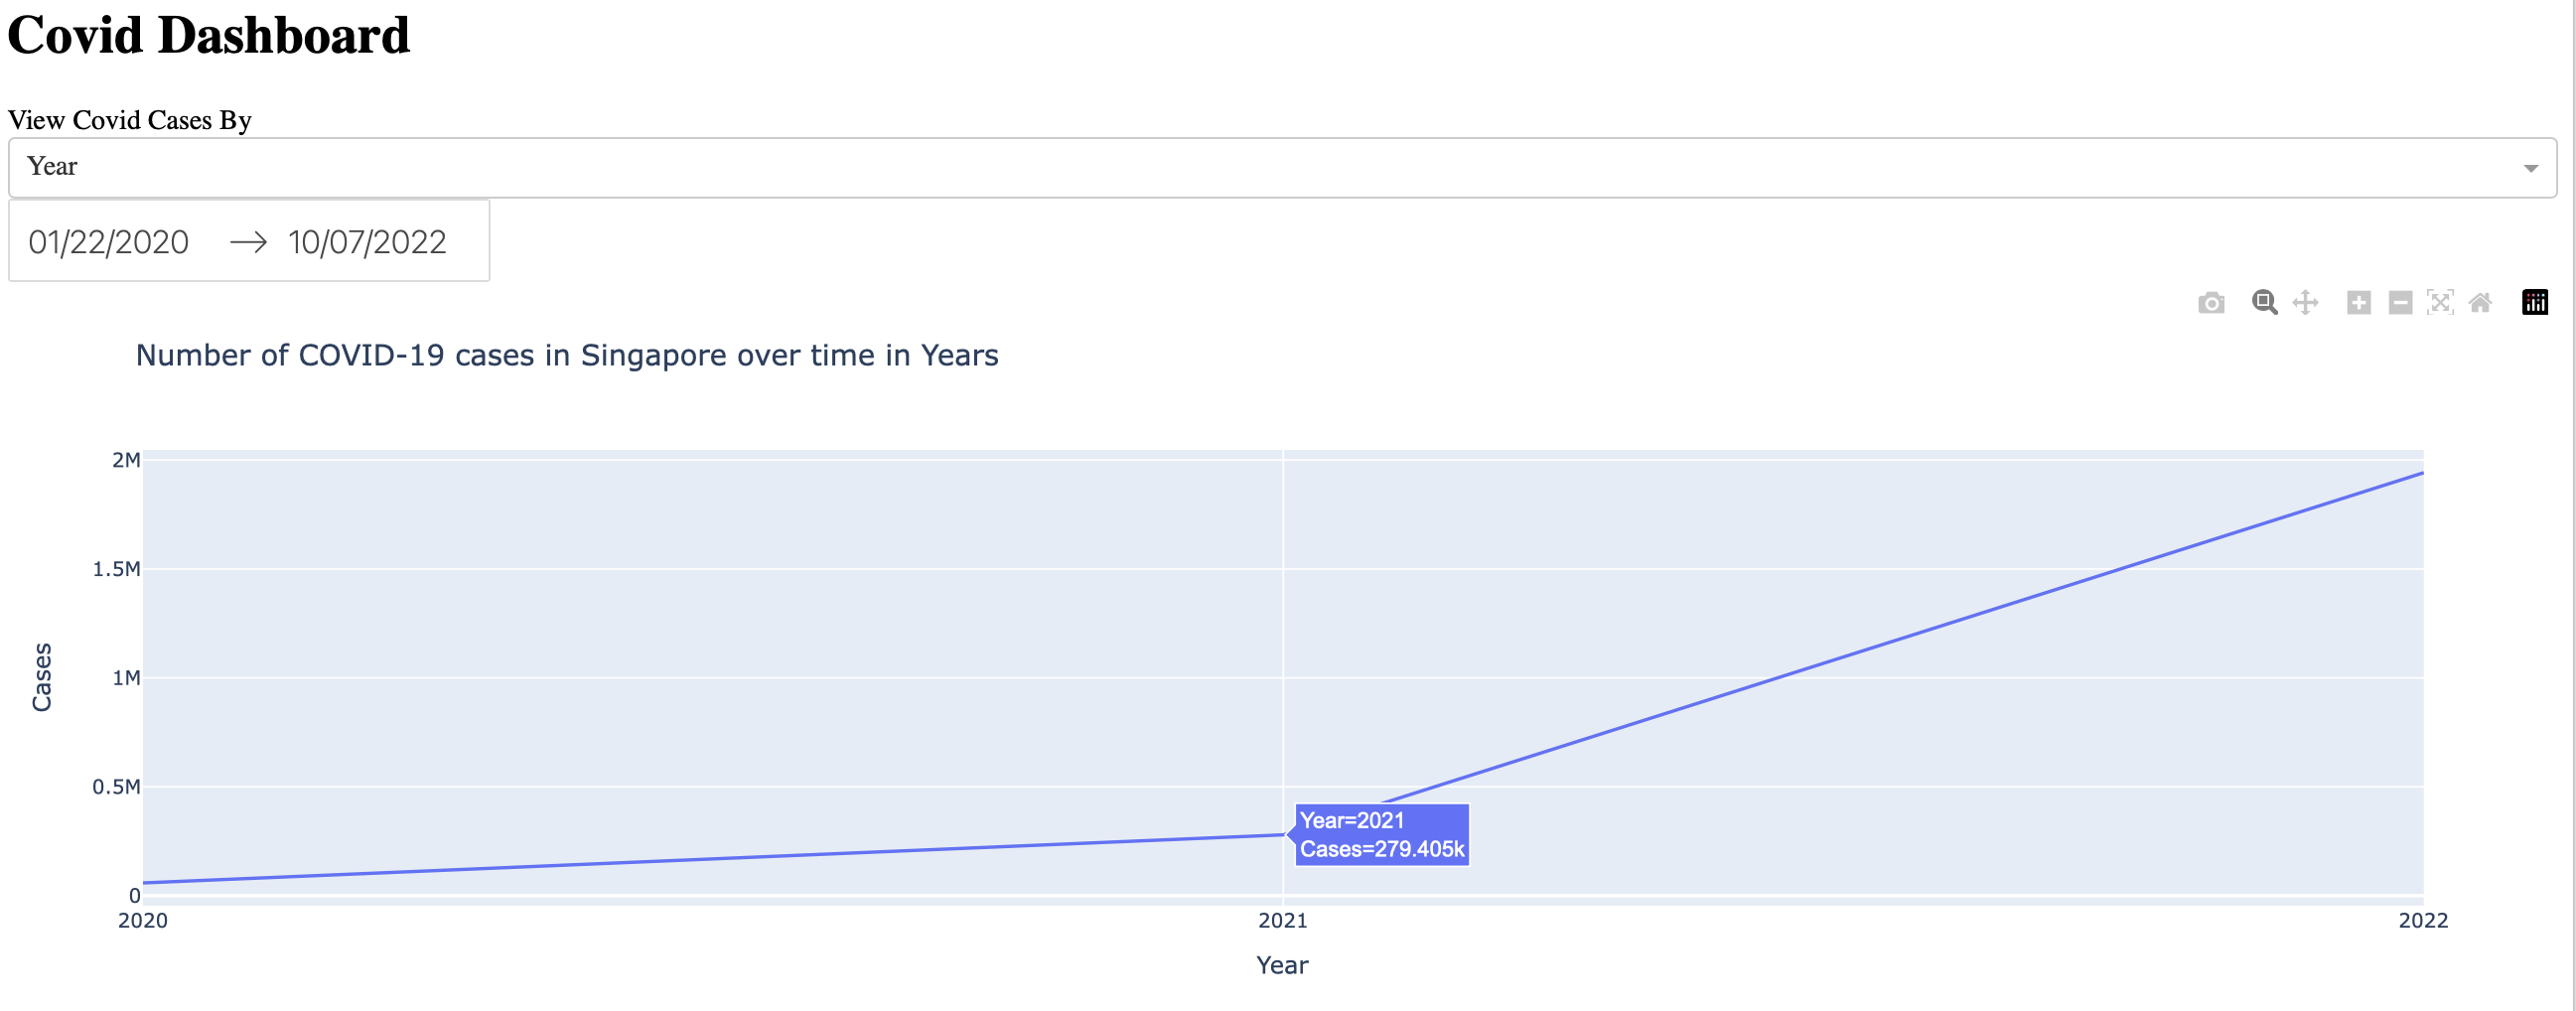 Covid Dashboard
View Covid Cases By
Year
01/22/2020 → 10/07/2022
Number of COVID-19 cases in Singapore over time in Years
2M
1.5M
1M
0.5M
0
Cases
Year=2021
Cases=279.405k
2020 2021 2022
Year